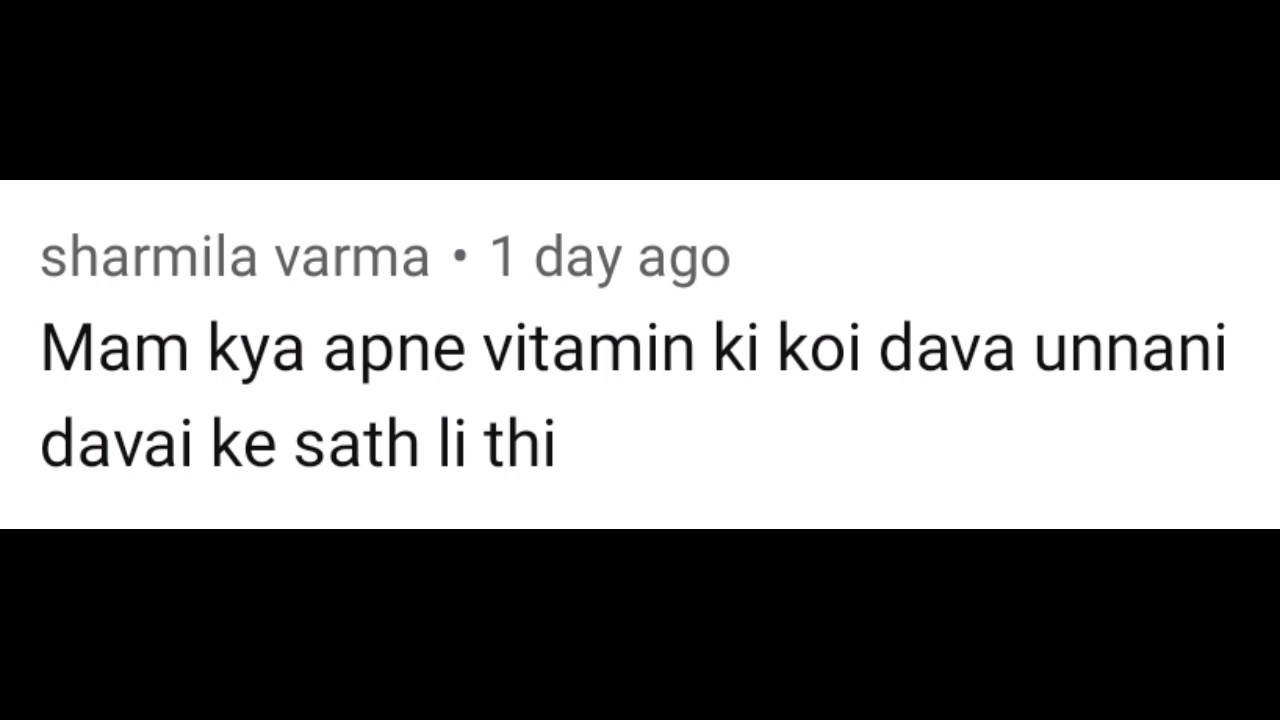 sharmila varma • 1 day ago
Mam kya apne vitamin ki koi dava unnani
davai ke sath li thi